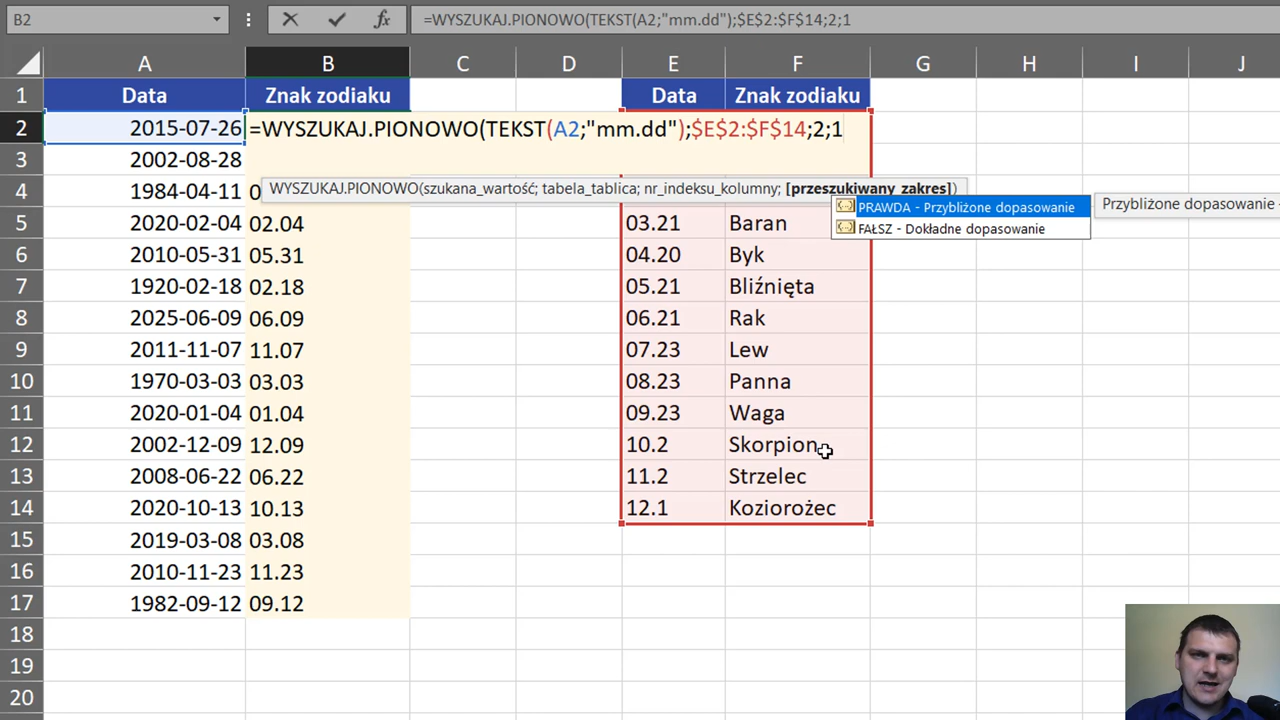 B2 fx =WYSZUKAJ.PIONOWO(TEKST(A2;"mm.dd");$E$2:$F$14;2;1
A B C D E F G H I J
1 Data Znak zodiaku Data Znak zodiaku
2 2015-07-26 =WYSZUKAJ.PIONOWO(TEKST(A2;"mm.dd");$E$2:$F$14;2;1
3 2002-08-28
WYSZUKAJ.PIONOWO(szukana_wartość; tabela_tablica; nr_indeksu_kolumny; [przeszukiwany_zakres])
4 1984-04-11 0
PRAWDA - Przybliżone dopasowanie Przybliżone dopasowanie -
5 2020-02-04 02.04 03.21 Baran
FAŁSZ - Dokładne dopasowanie
6 2010-05-31 05.31 04.20 Byk
7 1920-02-18 02.18 05.21 Bliźnięta
8 2025-06-09 06.09 06.21 Rak
9 2011-11-07 11.07 07.23 Lew
10 1970-03-03 03.03 08.23 Panna
11 2020-01-04 01.04 09.23 Waga
12 2002-12-09 12.09 10.2 Skorpion
13 2008-06-22 06.22 11.2 Strzelec
14 2020-10-13 10.13 12.1 Koziorożec
15 2019-03-08 03.08
16 2010-11-23 11.23
17 1982-09-12 09.12
18
19
20